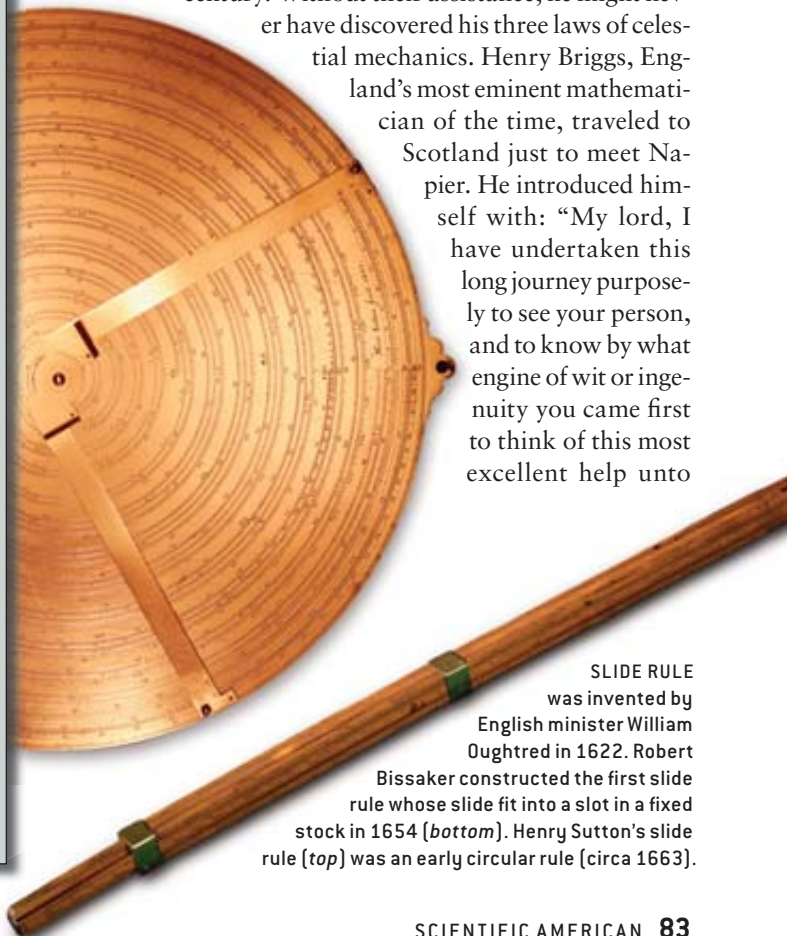 er have discovered his three laws of celes-
tial mechanics. Henry Briggs, Eng-
land's most eminent mathemati-
cian of the time, traveled to
Scotland just to meet Na-
pier. He introduced him-
self with: “My lord, I
have undertaken this
long journey purpose-
ly to see your person,
and to know by what
engine of wit or inge-
nuity you came first
to think of this most
excellent help unto
SLIDE RULE
was invented by
English minister William
Oughtred in 1622. Robert
Bissaker constructed the first slide
rule whose slide fit into a slot in a fixed
stock in 1654 (bottom). Henry Sutton's slide
rule (top) was an early circular rule (circa 1663).
SCIENTIFIC AMERICAN 83